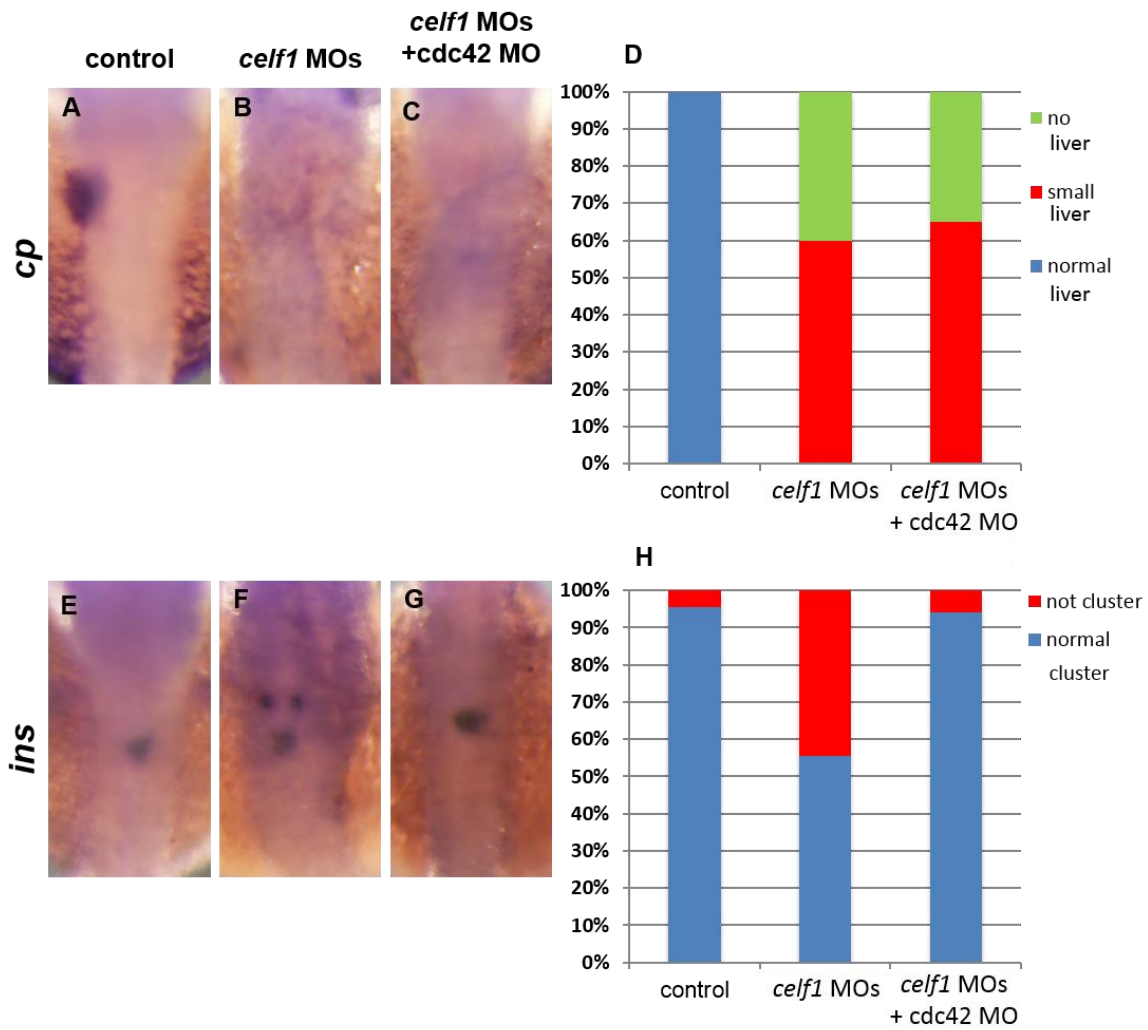 control
celf1 MOs
celf1 MOs
+cdc42 MO
A
B
C
cp
D
100%
90%
80%
70%
60%
50%
40%
30%
20%
10%
0%
control
celf1 MOs
celf1 MOs
+ cdc42 MO
no
liver
small
liver
normal
liver
E
F
G
ins
H
100%
90%
80%
70%
60%
50%
40%
30%
20%
10%
0%
control
celf1 MOs
celf1 MOs
+ cdc42 MO
not cluster
normal
cluster